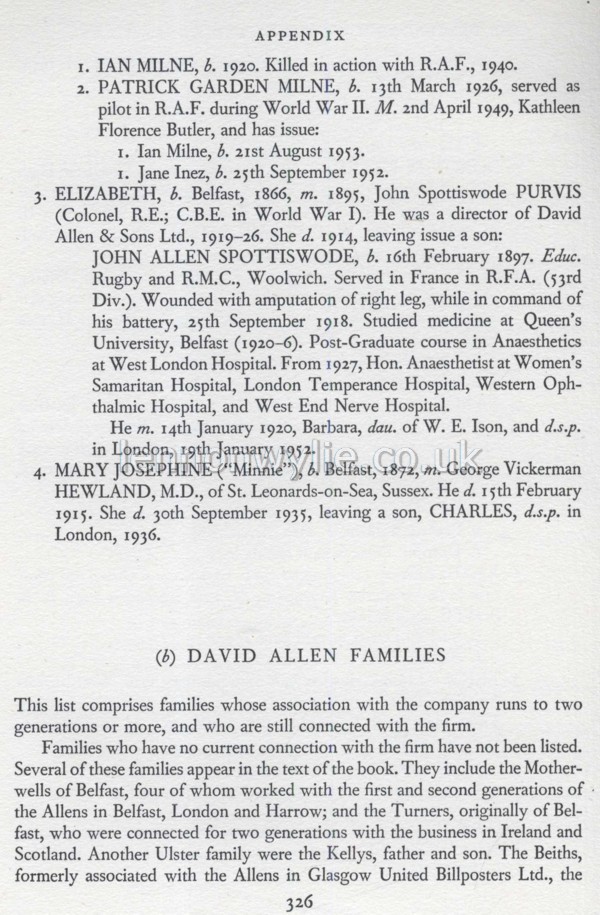 APPENDIX
1. IAN MILNE, b. 1920. Killed in action with R.A.F., 1940.
2. PATRICK GARDEN MILNE, b. 13th March 1926, served as
pilot in R.A.F. during World War II. M. 2nd April 1949, Kathleen
Florence Butler, and has issue:
1. Ian Milne, b. 21st August 1953.
1. Jane Inez, b. 25th September 1952.
3. ELIZABETH, b. Belfast, 1866, m. 1895, John Spottiswode PURVIS
(Colonel, R.E.; C.B.E. in World War I). He was a director of David
Allen & Sons Ltd., 1919–26. She d. 1914, leaving issue a son:
JOHN ALLEN SPOTTISWODE, b. 16th February 1897. Educ.
Rugby and R.M.C., Woolwich. Served in France in R.F.A. (53rd
Div.). Wounded with amputation of right leg, while in command of
his battery, 25th September 1918. Studied medicine at Queen's
University, Belfast (1920–6). Post-Graduate course in Anaesthetics
at West London Hospital. From 1927, Hon. Anaesthetist at Women's
Samaritan Hospital, London Temperance Hospital, Western Oph-
thalmic Hospital, and West End Nerve Hospital.
He m. 14th January 1920, Barbara, dau. of W. E. Ison, and d.s.p.
in London, 19th January 1952.
lennonwylie.co.uk
4. MARY JOSEPHINE ("Minnie"), b. Belfast, 1872, m. George Vickerman
HEWLAND, M.D., of St. Leonards-on-Sea, Sussex. He d. 15th February
1915. She d. 30th September 1935, leaving a son, CHARLES, d.s.p. in
London, 1936.
(b) DAVID ALLEN FAMILIES
This list comprises families whose association with the company runs to two
generations or more, and who are still connected with the firm.
Families who have no current connection with the firm have not been listed.
Several of these families appear in the text of the book. They include the Mother-
wells of Belfast, four of whom worked with the first and second generations of
the Allens in Belfast, London and Harrow; and the Turners, originally of Bel-
fast, who were connected for two generations with the business in Ireland and
Scotland. Another Ulster family were the Kellys, father and son. The Beiths,
formerly associated with the Allens in Glasgow United Billposters Ltd., the
326